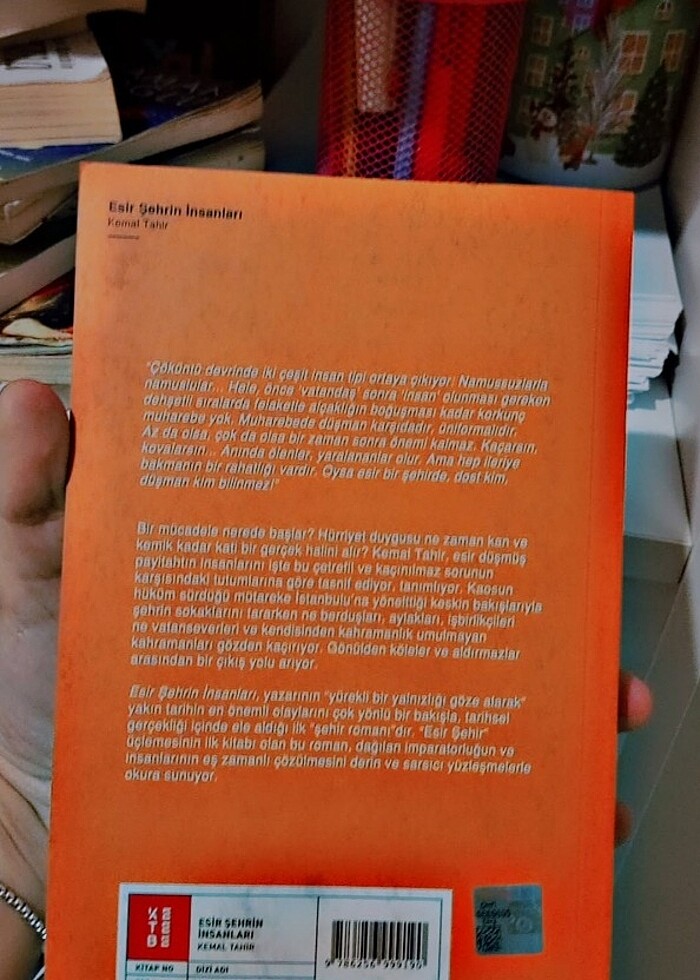 Esir Şehrin İnsanları
Kemal Tahir
"Çöküntü devrinde iki çeşit insan tipi ortaya çıkıyor. Namussuzlarla
namuslular... Hele, önce 'vatandaş' sonra 'insan' olunması gereken
dehşetli sıralarda felaketle alçaklığın boğuşması kadar korkunç
muharebe yok. Muharebede düşman karşıdadır, üniformalıdır.
Az da olsa, çok da olsa bir zaman sonra önemi kalmaz. Kaçarsın,
kovalarsın... Anında ölenler, yaralananlar olur. Ama hep ileriye
bakmanın bir rahatlığı vardır. Oysa esir bir şehirde, dost kim,
düşman kim bilinmez!"
Bir mücadele nerede başlar? Hürriyet duygusu ne zaman kan ve
kemik kadar kati bir gerçek halini alır? Kemal Tahir, esir düşmüş
payitahtın insanlarını işte bu çetrefil ve kaçınılmaz sorunun
karşısındaki tutumlarına göre tasnif ediyor, tanımlıyor. Kaosun
hüküm sürdüğü mütareke İstanbulu'na yönelttiği keskin bakışlarıyla
şehrin sokaklarını tararken ne berduşları, aylakları, işbirlikçileri
ne vatanseverleri ve kendisinden kahramanlık umulmayan
kahramanları gözden kaçırıyor. Gönülden köleler ve aldırmazlar
arasından bir çıkış yolu arıyor.
Esir Şehrin İnsanları, yazarının "yürekli bir yalnızlığı göze alarak"
yakın tarihin en önemli olaylarını çok yönlü bir bakışla, tarihsel
gerçekliği içinde ele aldığı ilk "şehir romanı"dır. "Esir Şehir"
üçlemesinin ilk kitabı olan bu roman, dağılan imparatorluğun ve
insanlarının eş zamanlı çözülmesini derin ve sarsıcı yüzleşmelerle
okura sunuyor.
KTB
ESİR ŞEHRİN
İNSANLARI
KEMAL TAHİR
KİTAP NO
DİZİ ADI
9 786256 999190